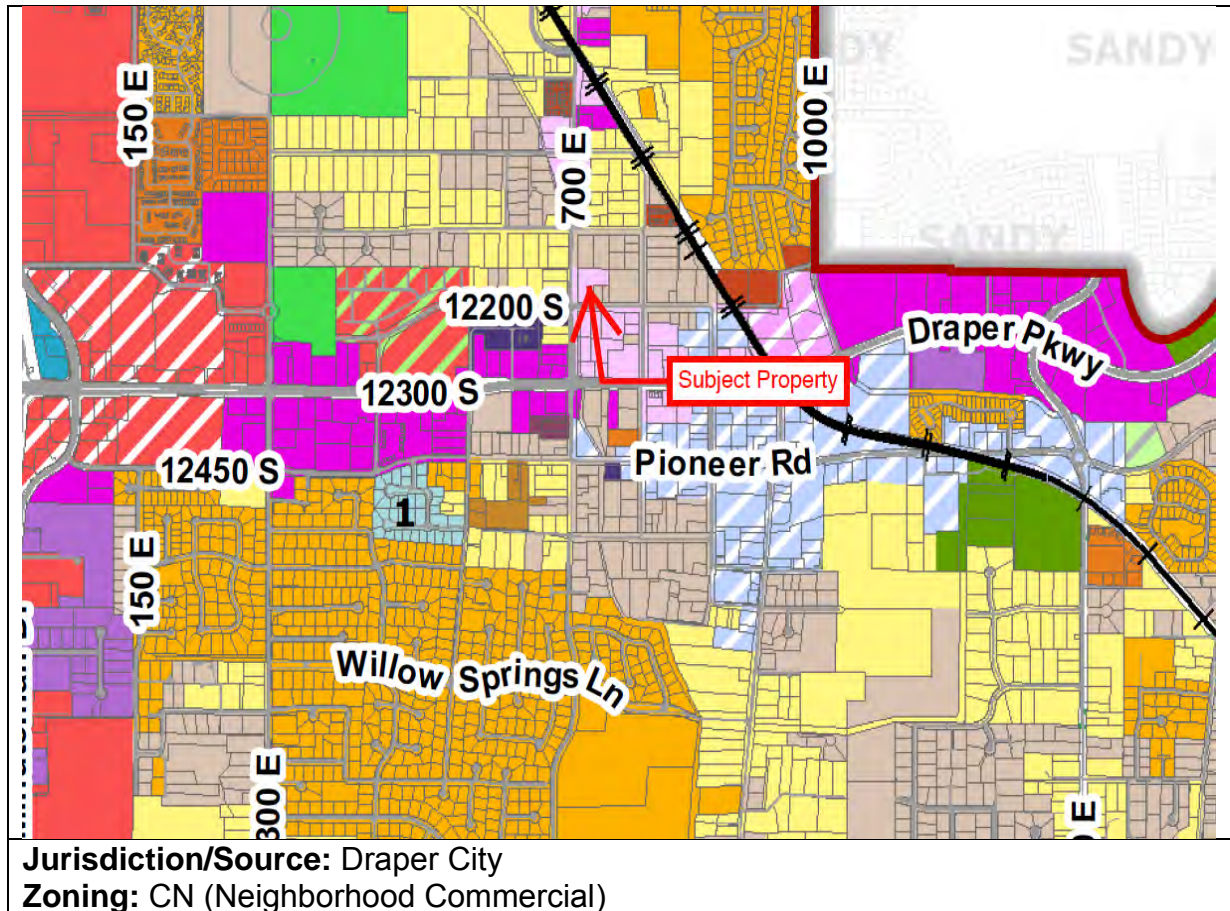 SANDY
150 E
1000 E
700 E
SANDY
12200 S
Draper Pkwy
Subject Property
12300 S
12450 S
Pioneer Rd
1
150 E
Willow Springs Ln
300 E
Jurisdiction/Source: Draper City
Zoning: CN (Neighborhood Commercial)